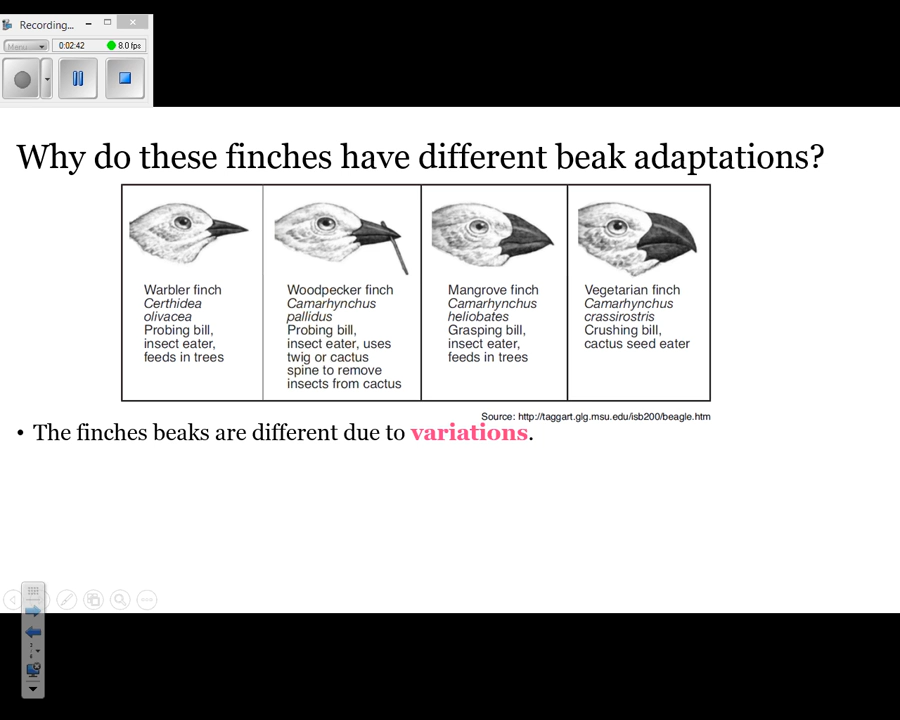 Recording...
Menu
0:02:42
8.0 fps
Why do these finches have different beak adaptations?
Warbler finch
Certhidea
olivacea
Probing bill,
insect eater,
feeds in trees
Woodpecker finch
Camarhynchus
pallidus
Probing bill,
insect eater, uses
twig or cactus
spine to remove
insects from cactus
Mangrove finch
Camarhynchus
heliobates
Grasping bill,
insect eater,
feeds in trees
Vegetarian finch
Camarhynchus
crassirostris
Crushing bill,
cactus seed eater
Source: http://taggart.glg.msu.edu/isb200/beagle.htm
• The finches beaks are different due to variations.